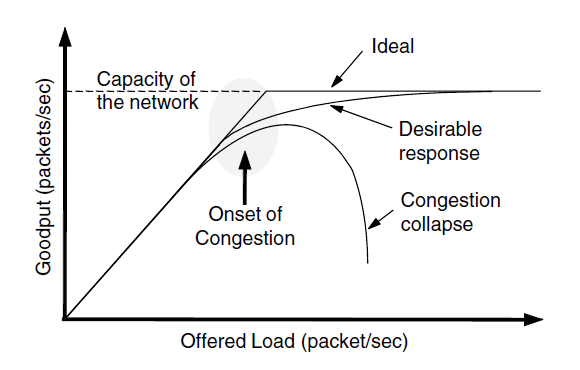 Ideal
Capacity of
the network
Desirable
response
Onset of
Congestion
Congestion
collapse
Goodput (packets/sec)
Offered Load (packet/sec)